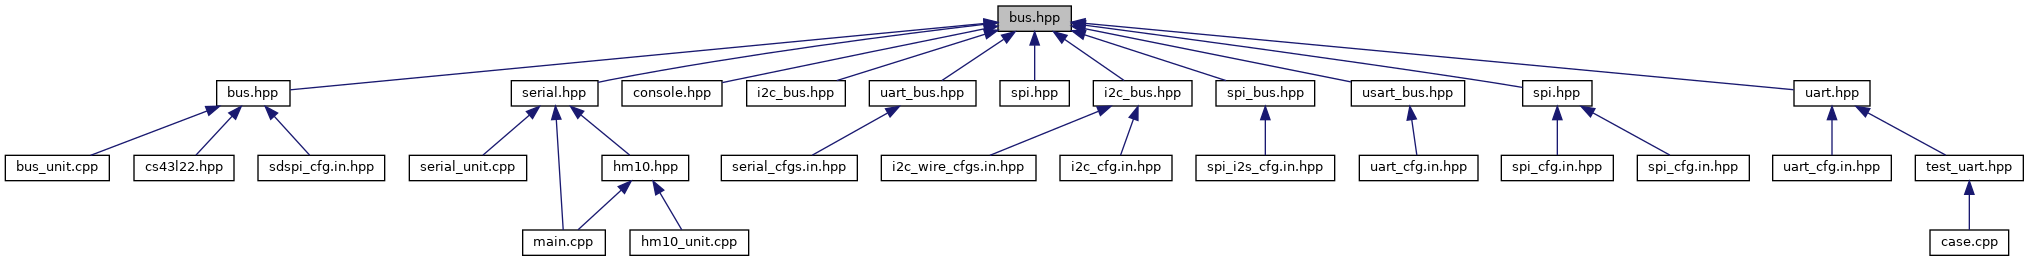 bus.hpp
bus.hpp
serial.hpp
console.hpp
i2c_bus.hpp
uart_bus.hpp
spi.hpp
i2c_bus.hpp
spi_bus.hpp
usart_bus.hpp
spi.hpp
uart.hpp
bus_unit.cpp
cs43l22.hpp
sdspi_cfg.in.hpp
serial_unit.cpp
hm10.hpp
serial_cfgs.in.hpp
i2c_wire_cfgs.in.hpp
i2c_cfg.in.hpp
spi_i2s_cfg.in.hpp
uart_cfg.in.hpp
spi_cfg.in.hpp
spi_cfg.in.hpp
uart_cfg.in.hpp
test_uart.hpp
main.cpp
hm10_unit.cpp
case.cpp